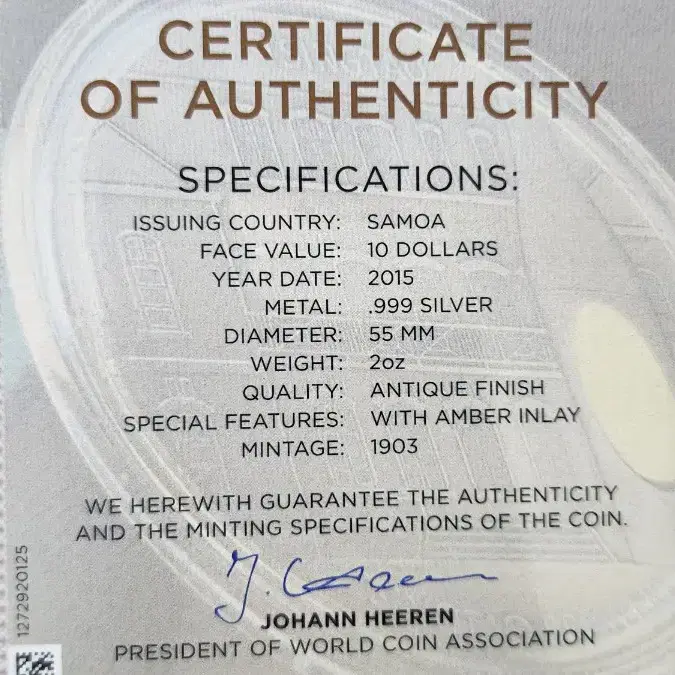 CERTIFICATE
OF AUTHENTICITY
SPECIFICATIONS:
ISSUING COUNTRY: SAMOA
FACE VALUE: 10 DOLLARS
YEAR DATE: 2015
METAL: .999 SILVER
DIAMETER: 55 MM
WEIGHT: 2oz
QUALITY: ANTIQUE FINISH
SPECIAL FEATURES: WITH AMBER INLAY
MINTAGE: 1903
WE HEREWITH GUARANTEE THE AUTHENTICITY
AND THE MINTING SPECIFICATIONS OF THE COIN.
JOHANN HEEREN
PRESIDENT OF WORLD COIN ASSOCIATION
1272920125